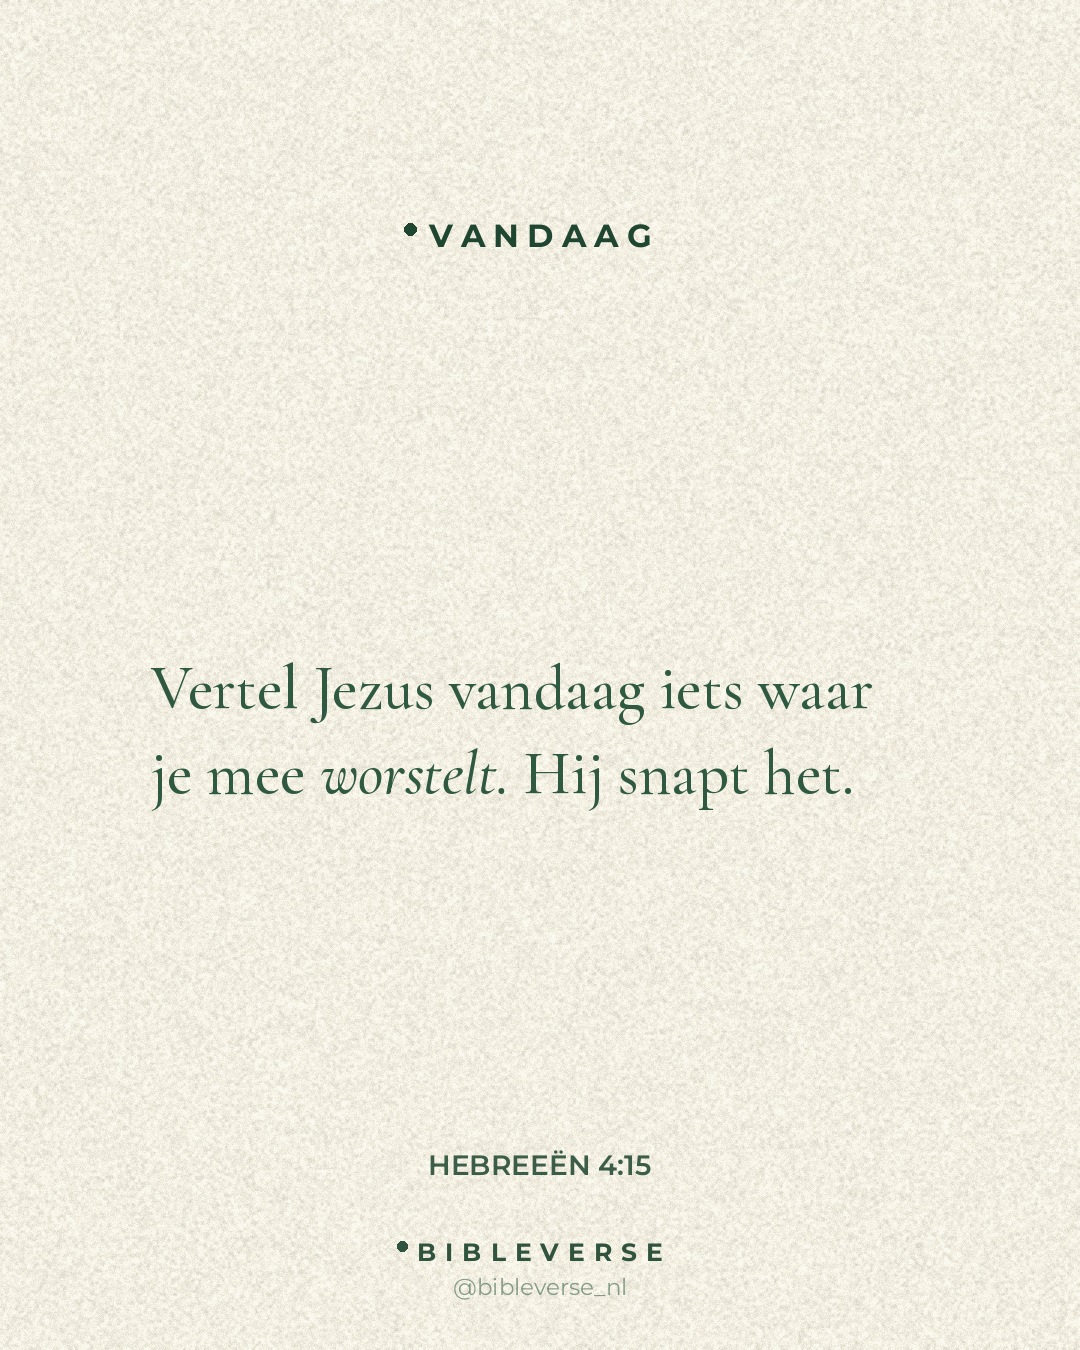 VANDAAG
Vertel Jezus vandaag iets waar
je mee worstelt. Hij snapt het.
HEBREEËN 4:15
BIBLEVERSE
@bibleverse_nl